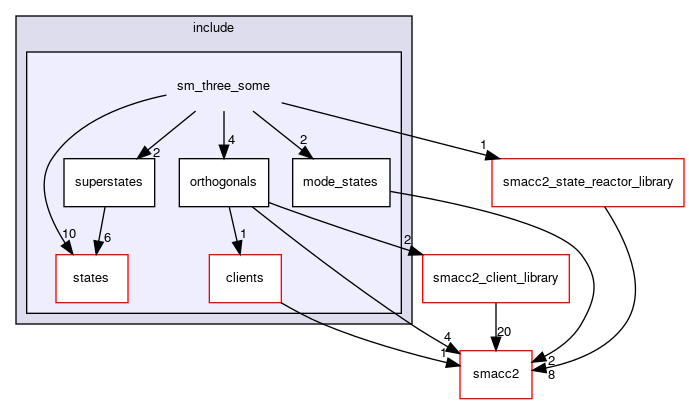 include
sm_three_some
1
4
2
2
superstates
orthogonals
mode_states
smacc2_state_reactor_library
10
6
1
2
states
clients
smacc2_client_library
20
4
1
2
8
smacc2